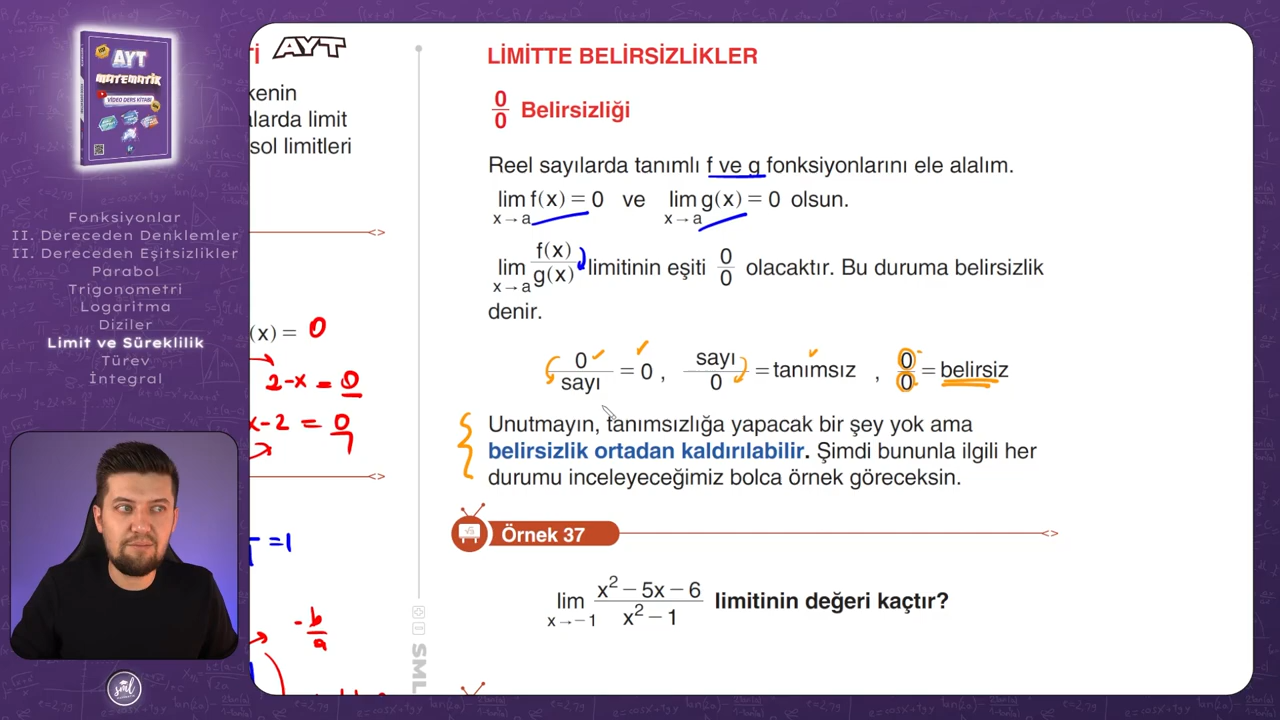 AYT
MATEMATİK
VİDEO DERS KİTABI
Fonksiyonlar
II. Dereceden Denklemler
II. Dereceden Eşitsizlikler
Parabol
Trigonometri
Logaritma
Diziler
Limit ve Süreklilik
Türev
İntegral
sml
AYT
kenin
alarda limit
sol limitleri
(x) = 0
2-x = 0
x-2 = 0
=1
-b/a
SML
LİMİTTE BELİRSİZLİKLER
0/0 Belirsizliği
Reel sayılarda tanımlı f ve g fonksiyonlarını ele alalım.
lim x→a f(x) = 0 ve lim x→a g(x) = 0 olsun.
lim x→a f(x)/g(x) limitinin eşiti 0/0 olacaktır. Bu duruma belirsizlik
denir.
0/sayı = 0 , sayı/0 = tanımsız , 0/0 = belirsiz
Unutmayın, tanımsızlığa yapacak bir şey yok ama
belirsizlik ortadan kaldırılabilir. Şimdi bununla ilgili her
durumu inceleyeceğimiz bolca örnek göreceksin.
Örnek 37
lim x→−1 x² − 5x − 6 / x² − 1 limitinin değeri kaçtır?